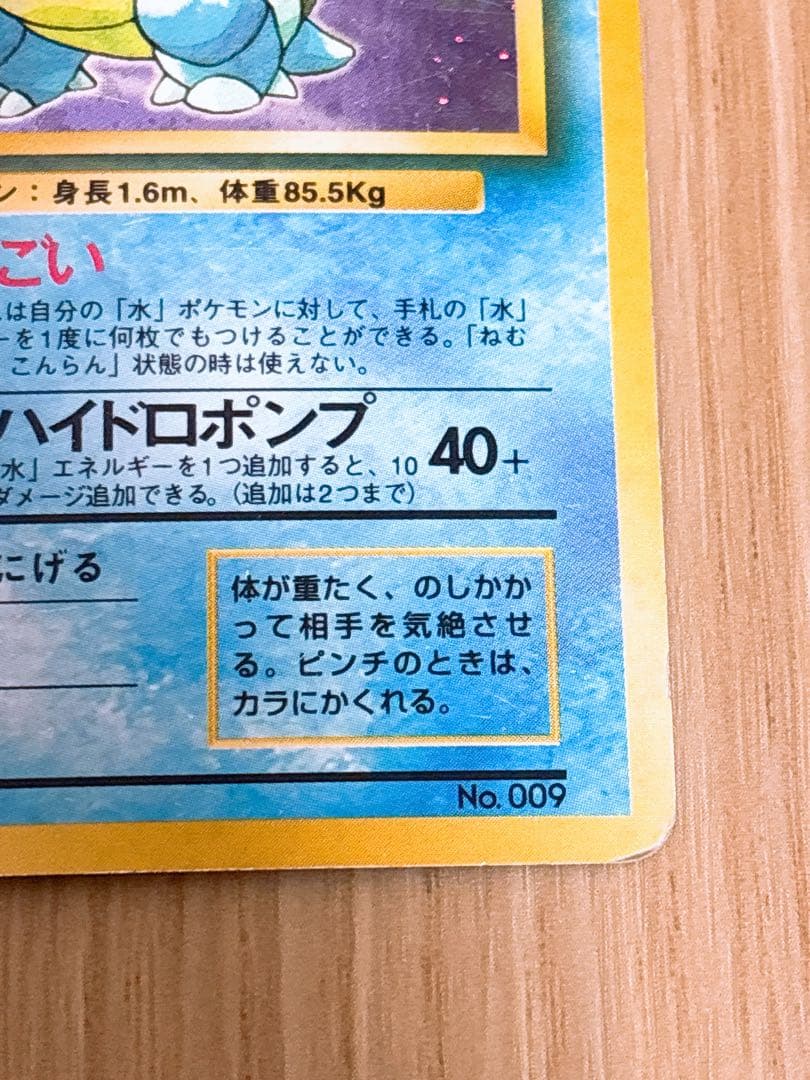 ン：身長1.6m、体重85.5Kg
ごい
は自分の「水」ポケモンに対して、手札の「水」
ーを1度に何枚でもつけることができる。「ねむ
こんらん」状態の時は使えない。
ハイドロポンプ
40+
水」エネルギーを1つ追加すると、10
ダメージ追加できる。(追加は2つまで)
にげる
体が重たく、のしかか
って相手を気絶させ
る。ピンチのときは、
カラにかくれる。
No. 009